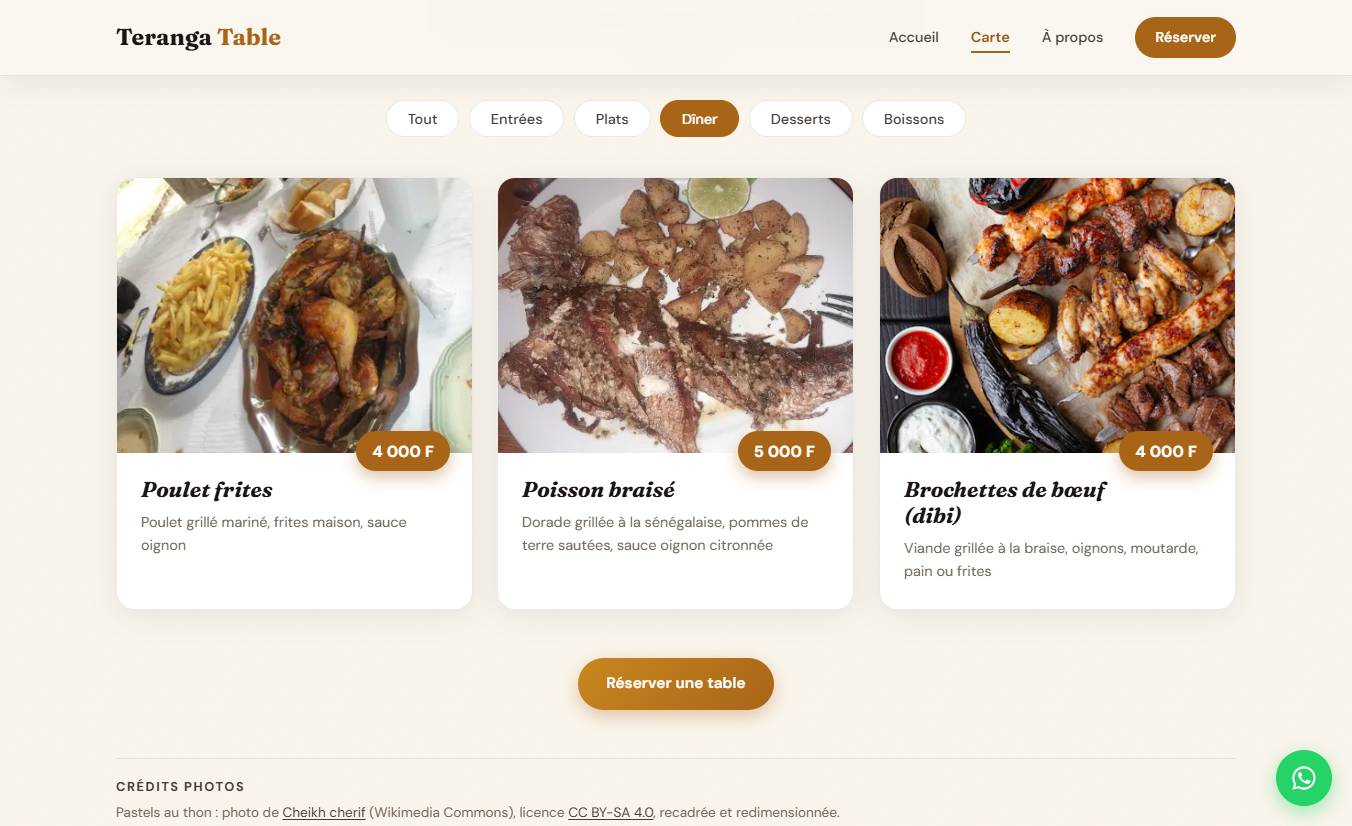 Teranga Table
Accueil
Carte
À propos
Réserver
Tout
Entrées
Plats
Dîner
Desserts
Boissons
4 000 F
Poulet frites
Poulet grillé mariné, frites maison, sauce
oignon
5 000 F
Poisson braisé
Dorade grillée à la sénégalaise, pommes de
terre sautées, sauce oignon citronnée
4 000 F
Brochettes de bœuf
(dibi)
Viande grillée à la braise, oignons, moutarde,
pain ou frites
Réserver une table
CRÉDITS PHOTOS
Pastels au thon : photo de Cheikh cherif (Wikimedia Commons), licence CC BY-SA 4.0, recadrée et redimensionnée.